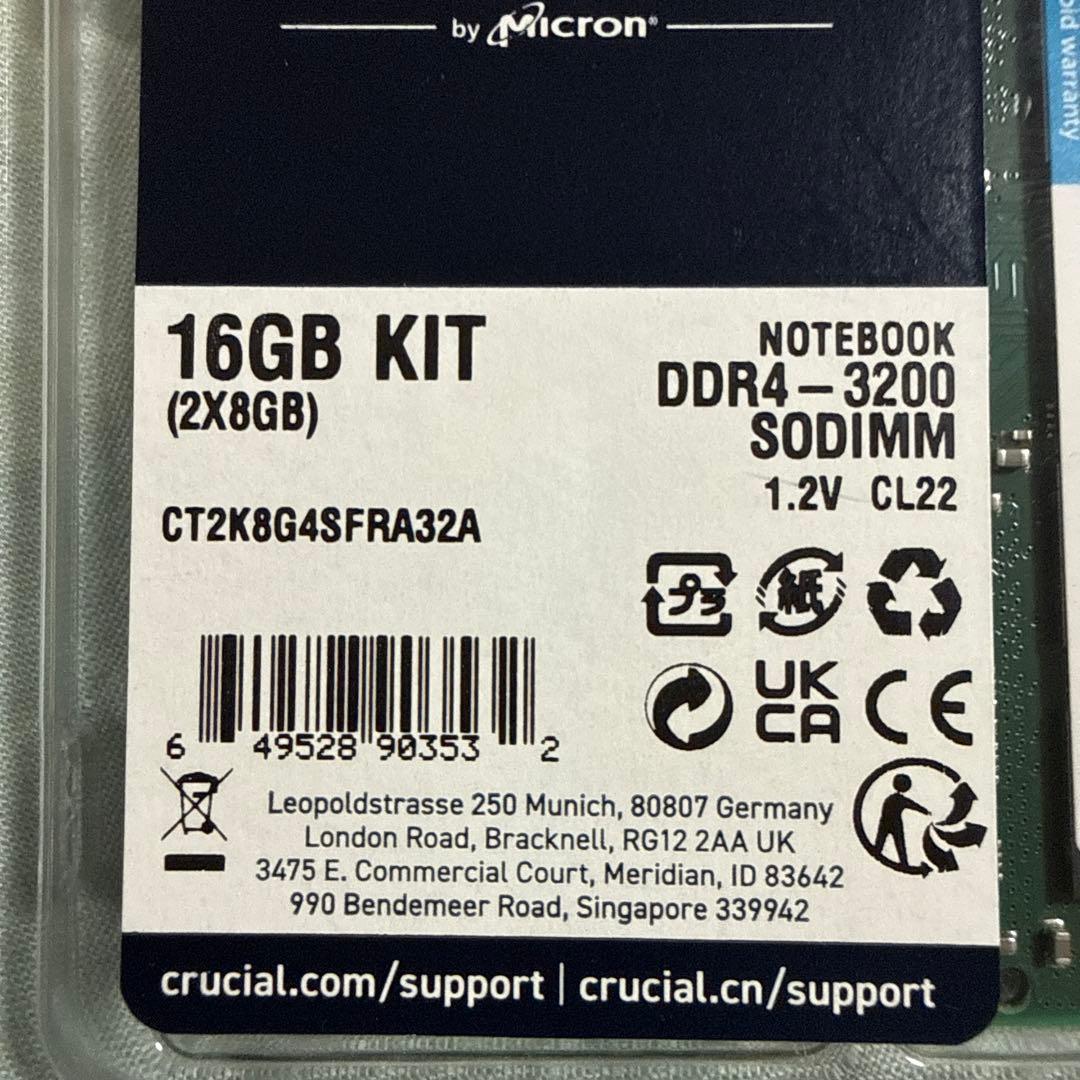 by Micron®
old warranty
16GB KIT
(2X8GB)
NOTEBOOK
DDR4-3200
SODIMM
1.2V CL22
CT2K8G4SFRA32A
プラ
紙
UK
CA
CE
6 49528 90353 2
Leopoldstrasse 250 Munich, 80807 Germany
London Road, Bracknell, RG12 2AA UK
3475 E. Commercial Court, Meridian, ID 83642
990 Bendemeer Road, Singapore 339942
crucial.com/support | crucial.cn/support